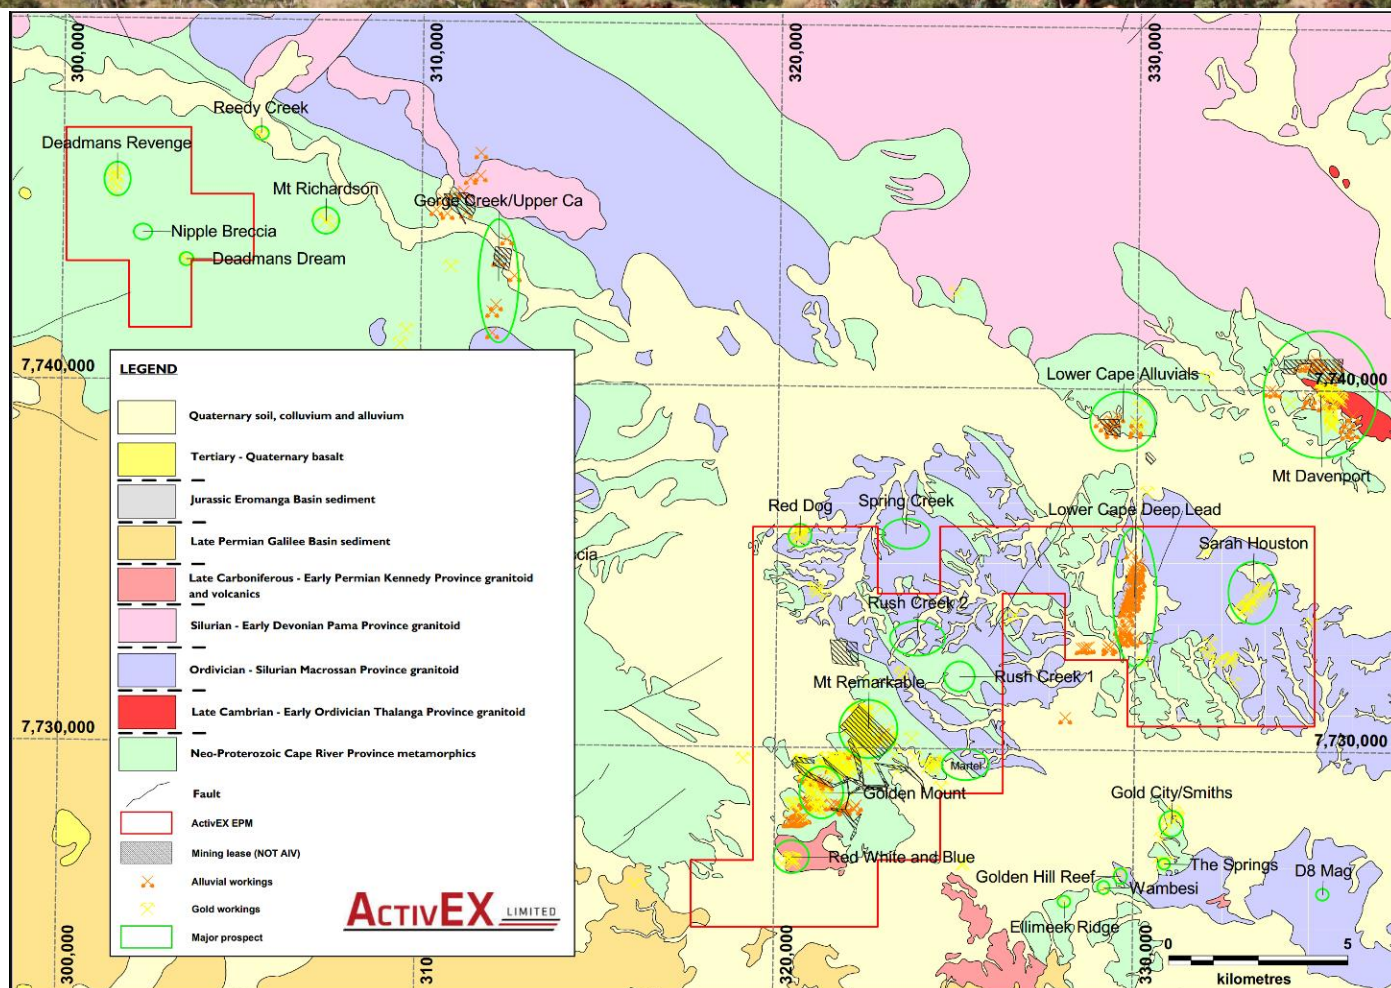 300,000
310,000
320,000
330,000
Reedy Creek
Deadmans Revenge
Mt Richardson
Gorge Creek/Upper Ca
Nipple Breccia
Deadmans Dream
7,740,000
7,740,000
Lower Cape Alluvials
Mt Davenport
Red Dog
Spring Creek
Lower Cape Deep Lead
Sarah Houston
cia
Rush Creek 2
Rush Creek 1
Mt Remarkable
7,730,000
7,730,000
Martel
Golden Mount
Gold City/Smiths
Red White and Blue
The Springs
Golden Hill Reef
Wambesi
D8 Mag
Ellimeek Ridge
LEGEND
Quaternary soil, colluvium and alluvium
Tertiary - Quaternary basalt
Jurassic Eromanga Basin sediment
Late Permian Galilee Basin sediment
Late Carboniferous - Early Permian Kennedy Province granitoid
and volcanics
Silurian - Early Devonian Pama Province granitoid
Ordivician - Silurian Macrossan Province granitoid
Late Cambrian - Early Ordivician Thalanga Province granitoid
Neo-Proterozoic Cape River Province metamorphics
Fault
ActivEX EPM
Mining lease (NOT AIV)
Alluvial workings
Gold workings
Major prospect
ACTIVEX LIMITED
300,000
310
320,000
330,000
0 5
kilometres